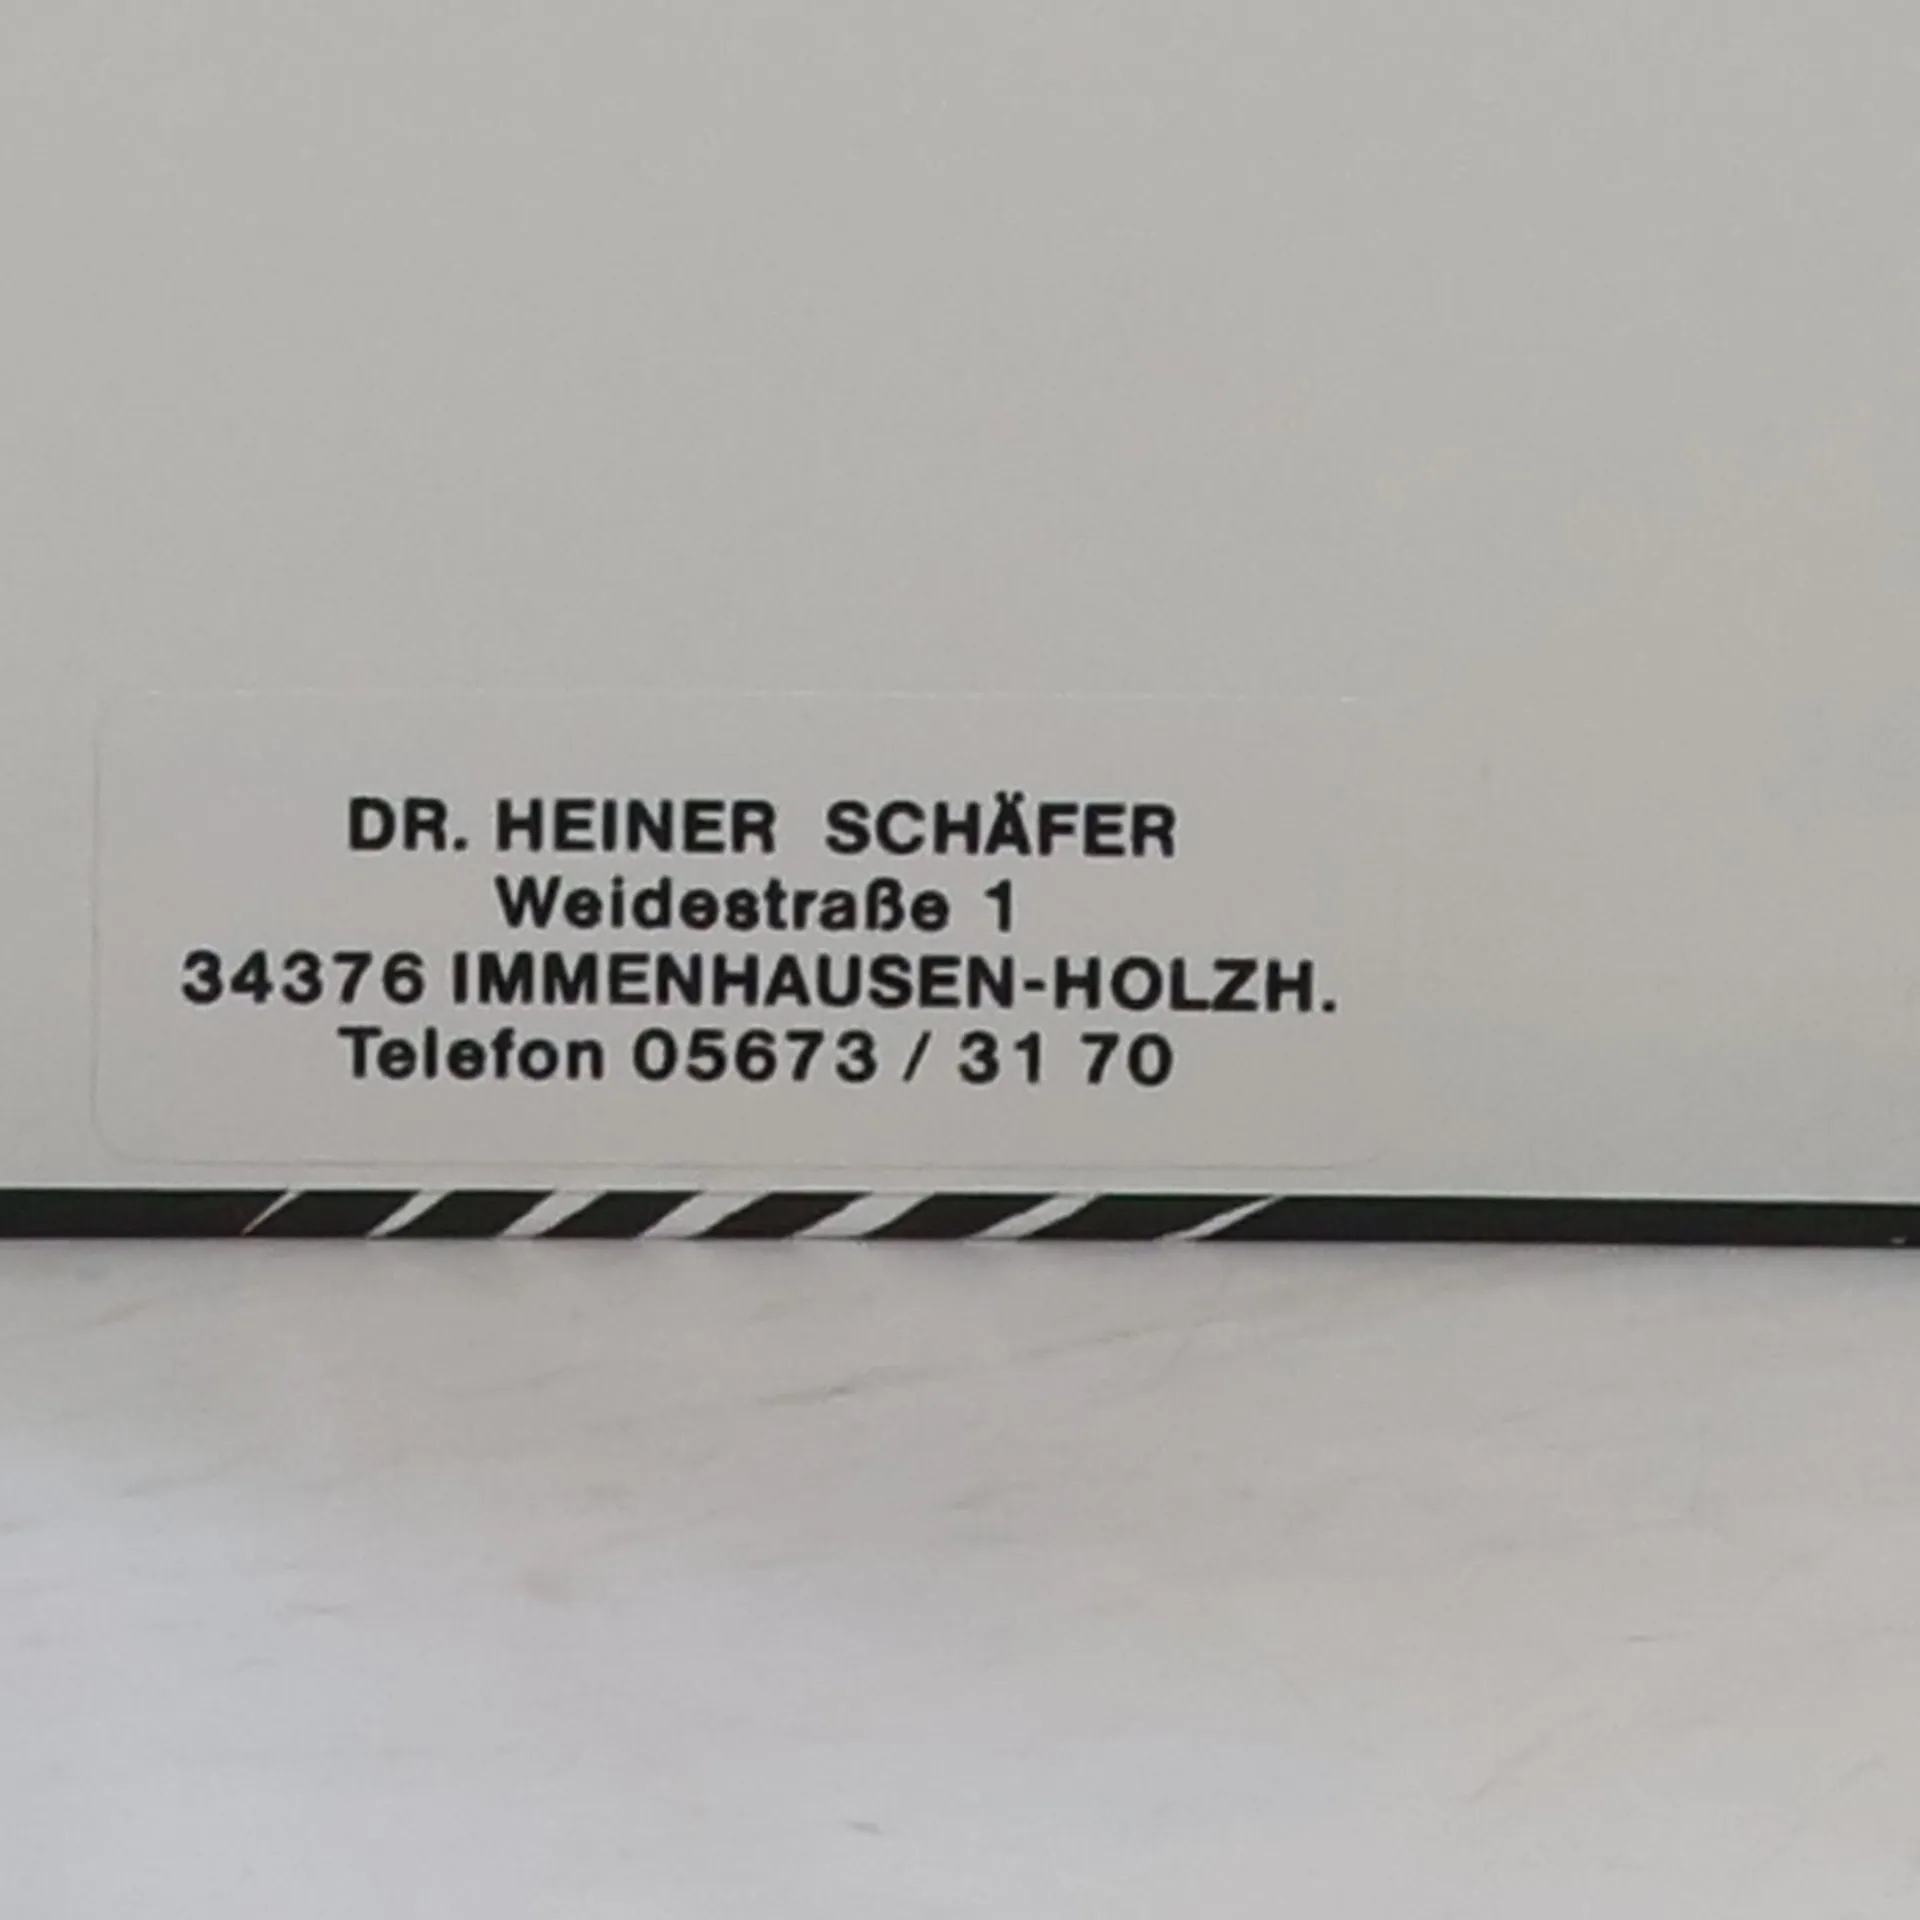 DR. HEINER SCHÄFER
Weidestraße 1
34376 IMMENHAUSEN-HOLZH.
Telefon 05673 / 31 70